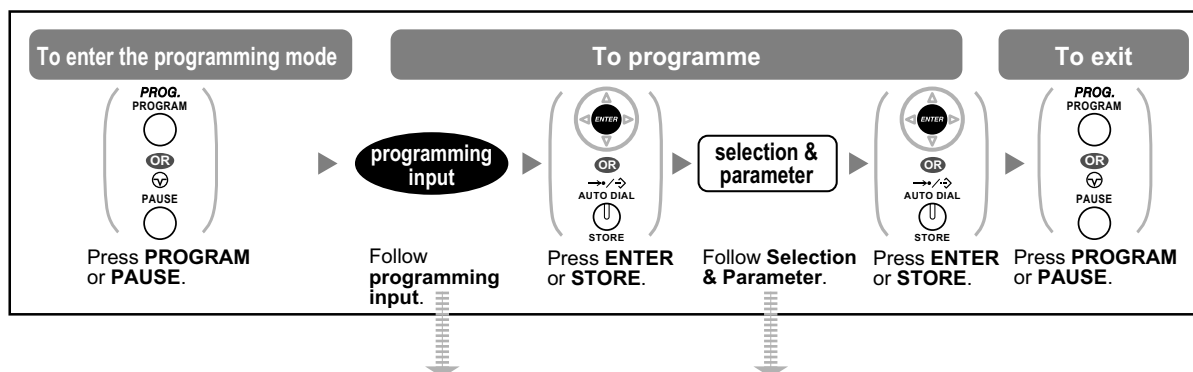 To enter the programming mode
To programme
To exit
PROG.
PROGRAM
OR
PAUSE
Press PROGRAM
or PAUSE.
programming
input
Follow
programming
input.
ENTER
OR
AUTO DIAL
STORE
Press ENTER
or STORE.
selection &
parameter
Follow Selection
& Parameter.
ENTER
OR
AUTO DIAL
STORE
Press ENTER
or STORE.
PROG.
PROGRAM
OR
PAUSE
Press PROGRAM
or PAUSE.